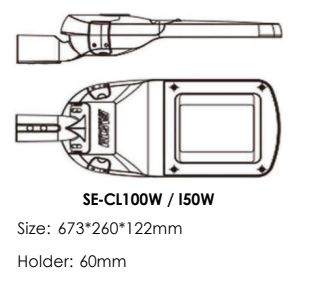 SE-CL100W / I50W
Size: 673*260*122mm
Holder: 60mm